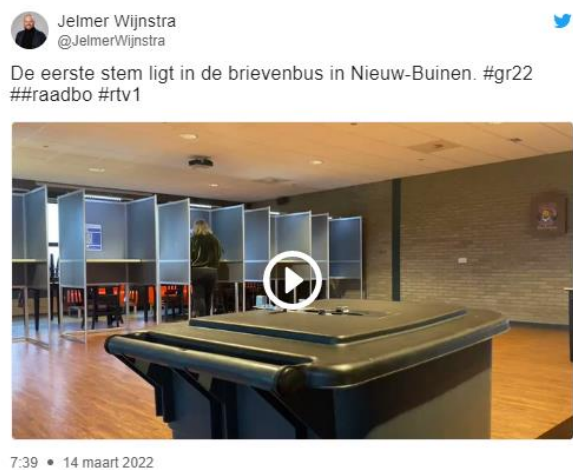 Jelmer Wijnstra
@JelmerWijnstra
De eerste stem ligt in de brievenbus in Nieuw-Buinen. #gr22
##raadbo #rtv1
7:39 • 14 maart 2022